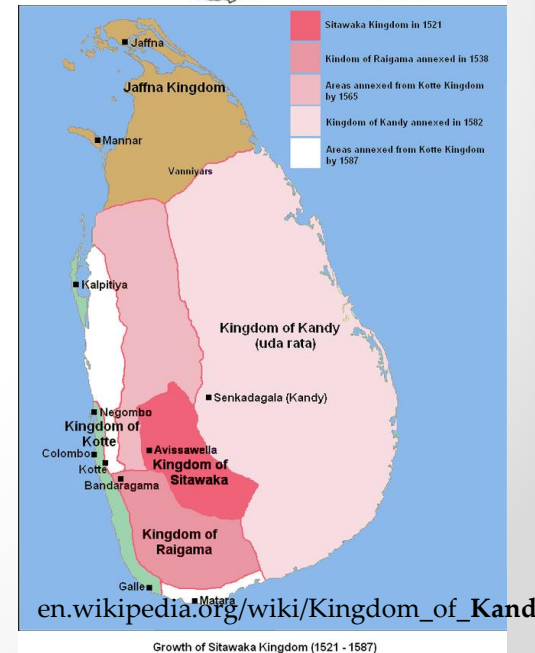 Sitawaka Kingdom in 1521
Kindom of Raigama annexed in 1538
Areas annexed from Kotte Kingdom
by 1565
Kingdom of Kandy annexed in 1582
Areas annexed from Kotte Kingdom
by 1587
Jaffna
Jaffna Kingdom
Mannar
Vanniyars
Kalpitiya
Kingdom of Kandy
(uda rata)
Senkadagala (Kandy)
Negombo
Kingdom of
Kotte
Colombo
Kotte
Avissawella
Kingdom of
Sitawaka
Bandaragama
Kingdom of
Raigama
Galle
Matara
en.wikipedia.org/wiki/Kingdom_of_Kand
Growth of Sitawaka Kingdom (1521 - 1587)